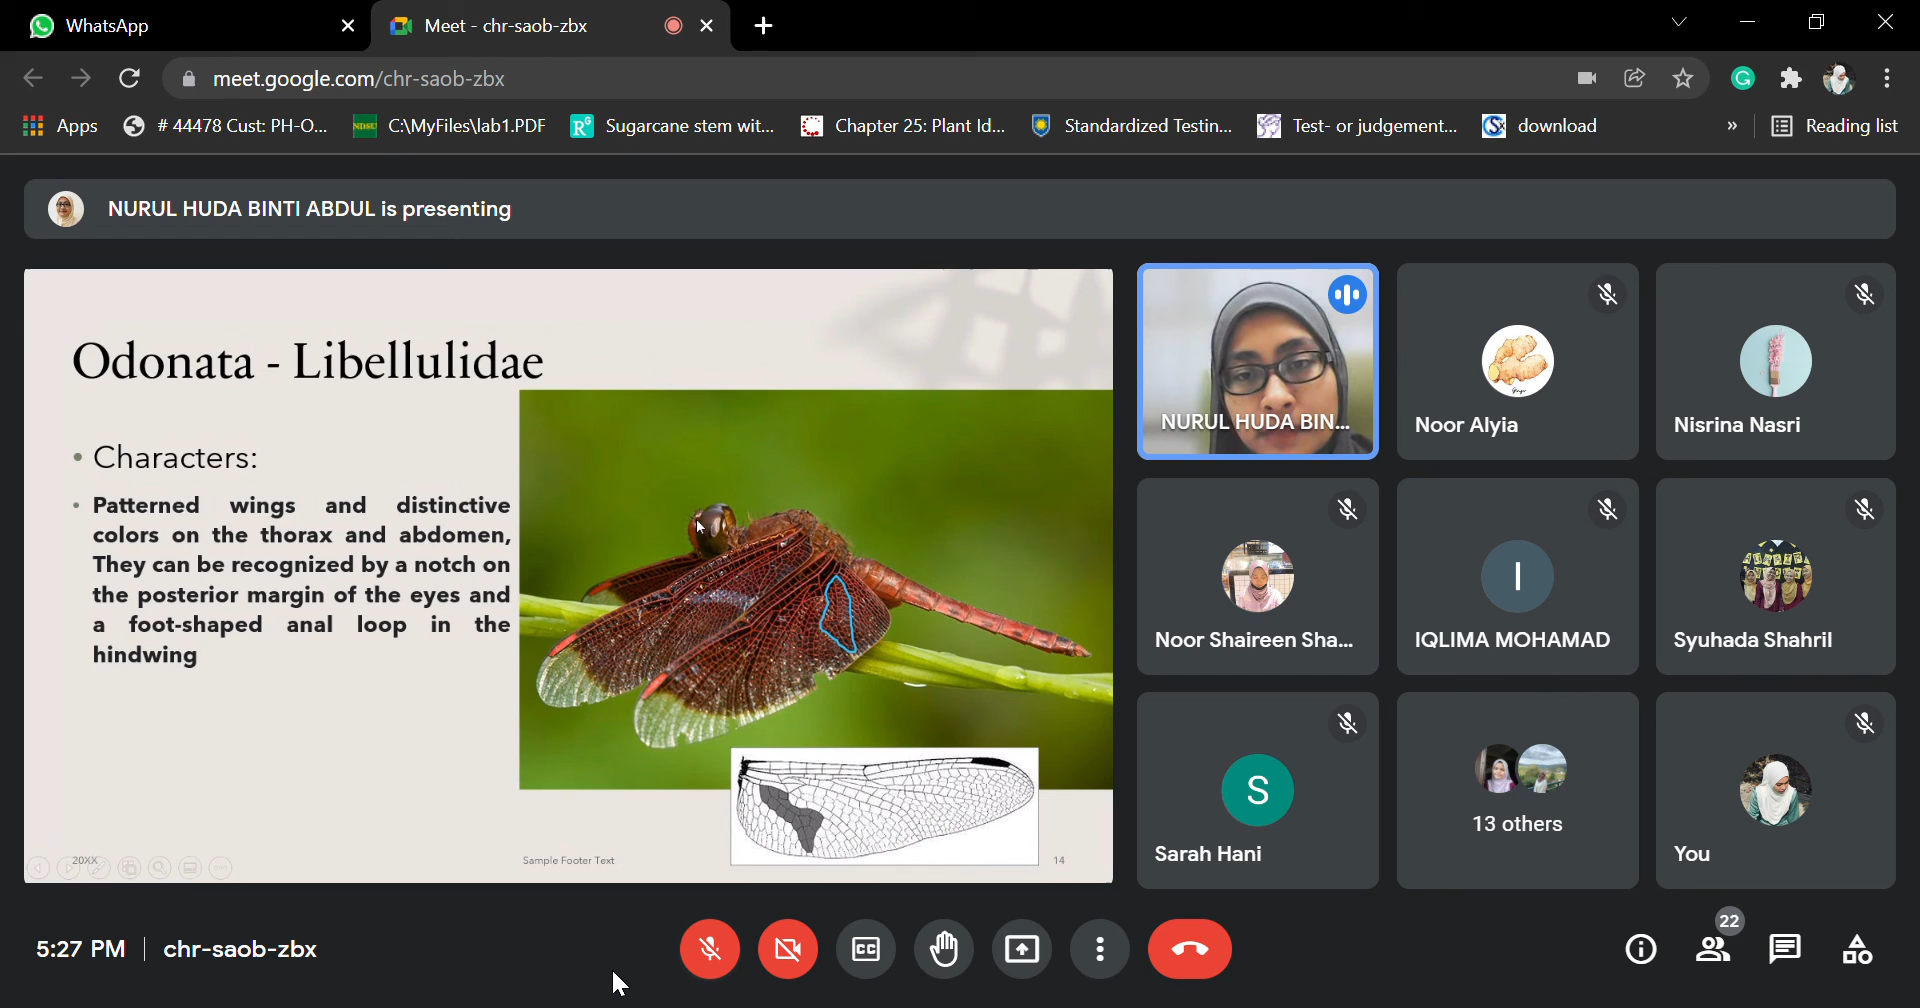 WhatsApp
Meet - chr-saob-zbx
meet.google.com/chr-saob-zbx
Apps
# 44478 Cust: PH-O...
NDSU
C:\MyFiles\lab1.PDF
R^G
Sugarcane stem wit...
Chapter 25: Plant Id...
Standardized Testin...
Test- or judgement...
download
»
Reading list
NURUL HUDA BINTI ABDUL is presenting
Odonata - Libellulidae
• Characters:
• Patterned wings and distinctive
colors on the thorax and abdomen,
They can be recognized by a notch on
the posterior margin of the eyes and
a foot-shaped anal loop in the
hindwing
20XX
Sample Footer Text
14
NURUL HUDA BIN...
Noor Alyia
Nisrina Nasri
Noor Shaireen Sha...
I
IQLIMA MOHAMAD
Syuhada Shahril
S
Sarah Hani
13 others
You
5:27 PM
chr-saob-zbx
CC
22